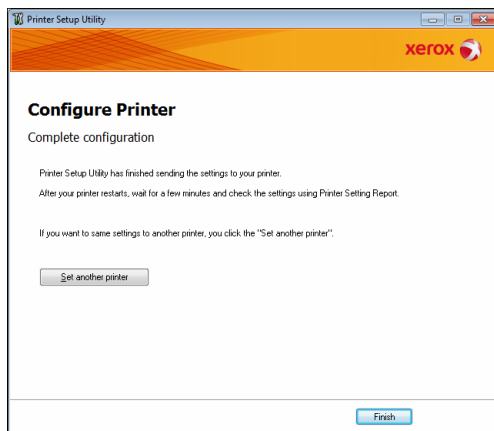 Printer Setup Utility
xerox
Configure Printer
Complete configuration
Printer Setup Utility has finished sending the settings to your printer.
After your printer restarts, wait for a few minutes and check the settings using Printer Setting Report.
If you want to same settings to another printer, you click the "Set another printer".
Set another printer
Finish